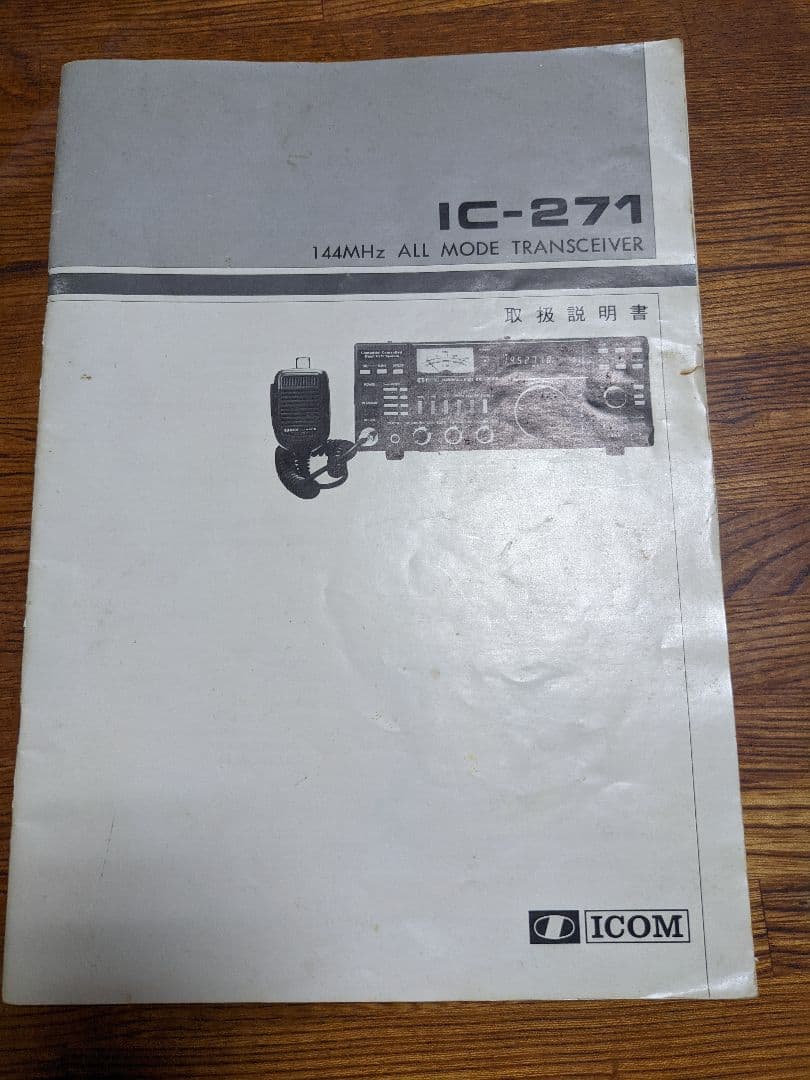 IC-271
144MHz ALL MODE TRANSCEIVER
取扱説明書
ICOM